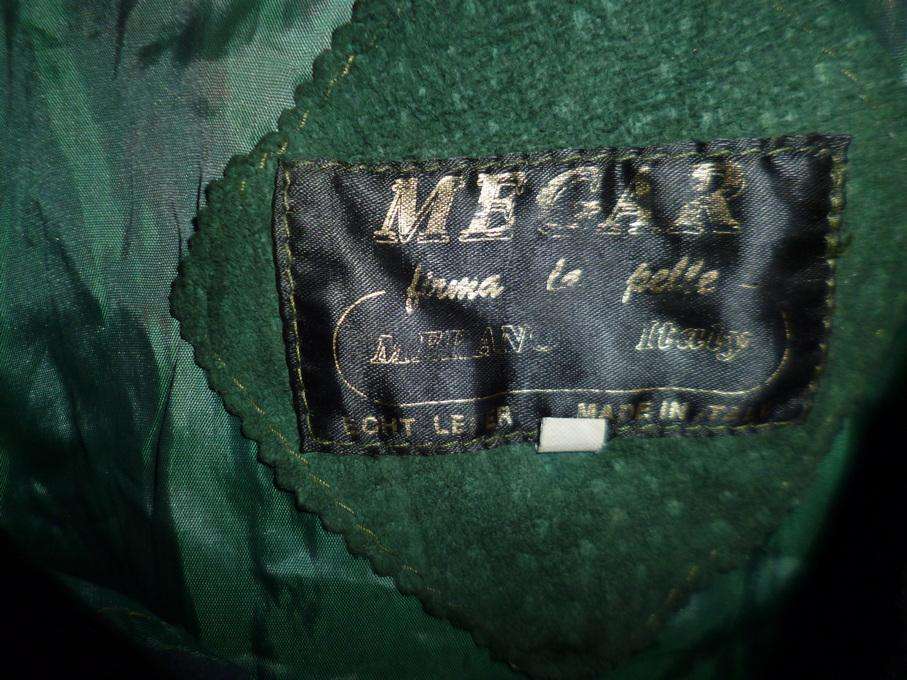 MEGAR
firma la pelle
MILANO Italy
ECHT LEDER MADE IN ITALY